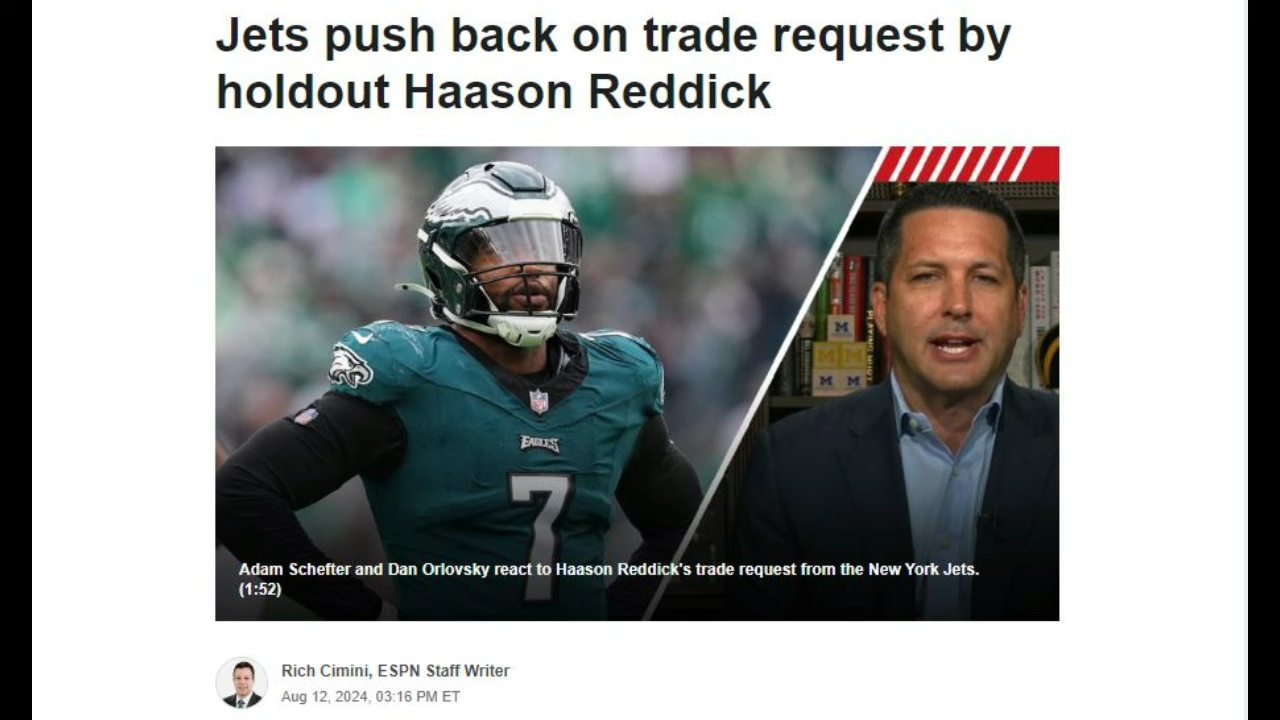 Jets push back on trade request by
holdout Haason Reddick
EAGLES
7
M
M M
M M
Adam Schefter and Dan Orlovsky react to Haason Reddick's trade request from the New York Jets.
(1:52)
Rich Cimini, ESPN Staff Writer
Aug 12, 2024, 03:16 PM ET